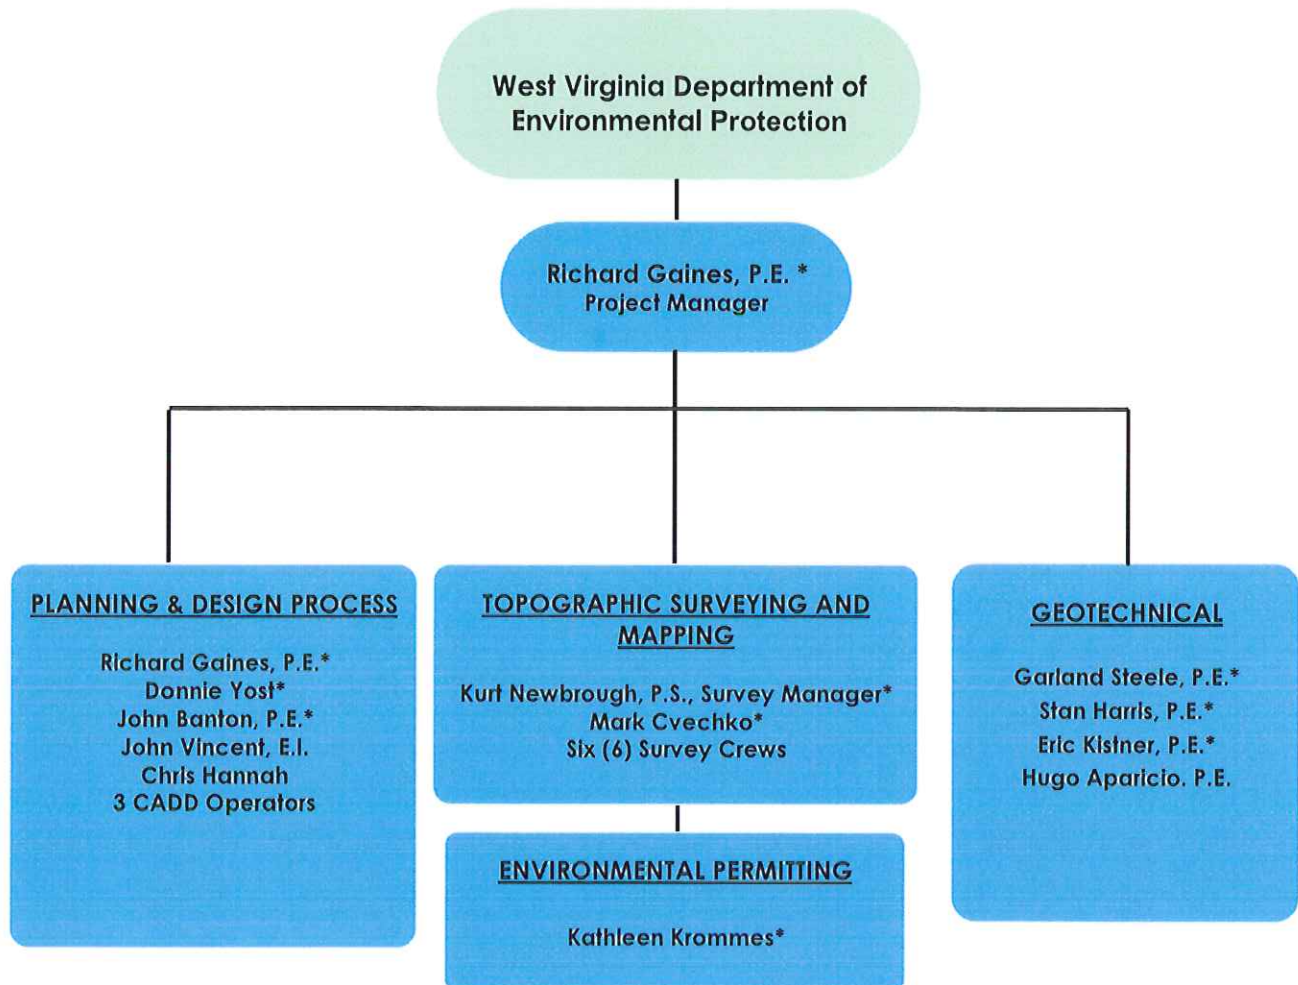 West Virginia Department of
Environmental Protection
Richard Gaines, P.E. *
Project Manager
PLANNING & DESIGN PROCESS
Richard Gaines, P.E.*
Donnie Yost*
John Banton, P.E.*
John Vincent, E.I.
Chris Hannah
3 CADD Operators
TOPOGRAPHIC SURVEYING AND
MAPPING
Kurt Newbrough, P.S., Survey Manager*
Mark Cvechko*
Six (6) Survey Crews
ENVIRONMENTAL PERMITTING
Kathleen Krommes*
GEOTECHNICAL
Garland Steele, P.E.*
Stan Harris, P.E.*
Eric Kistner, P.E.*
Hugo Aparicio. P.E.